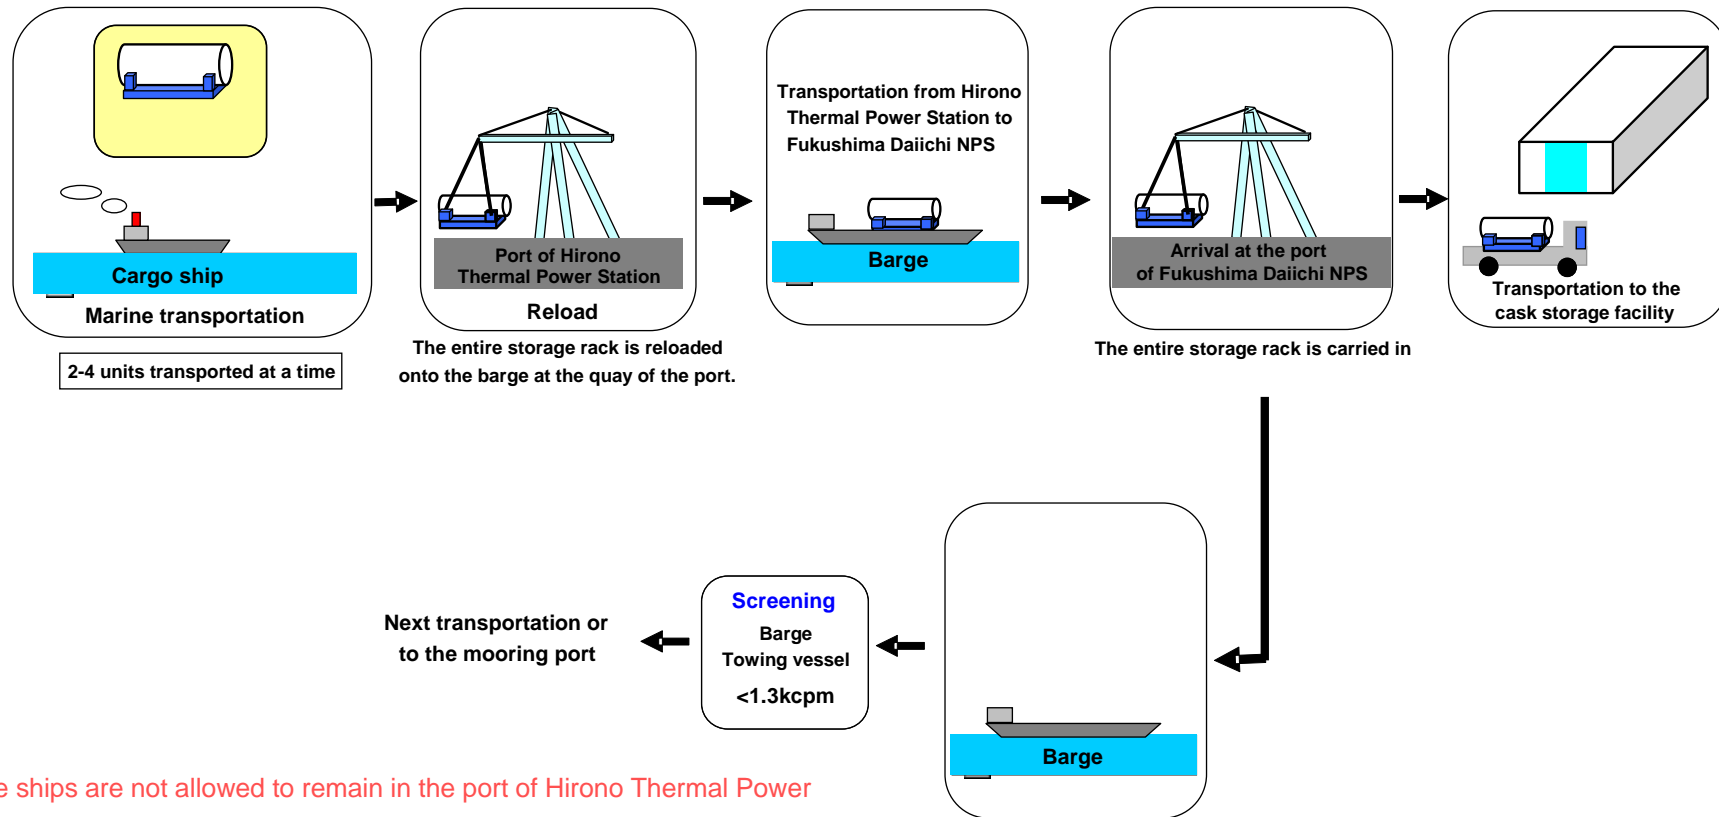 Cargo ship
Marine transportation
2-4 units transported at a time
Port of Hirono
Thermal Power Station
Reload
The entire storage rack is reloaded
onto the barge at the quay of the port.
Transportation from Hirono
Thermal Power Station to
Fukushima Daiichi NPS
Barge
Arrival at the port
of Fukushima Daiichi NPS
The entire storage rack is carried in
Transportation to the
cask storage facility
Barge
Screening
Barge
Towing vessel
<1.3kcpm
Next transportation or
to the mooring port
e ships are not allowed to remain in the port of Hirono Thermal Power